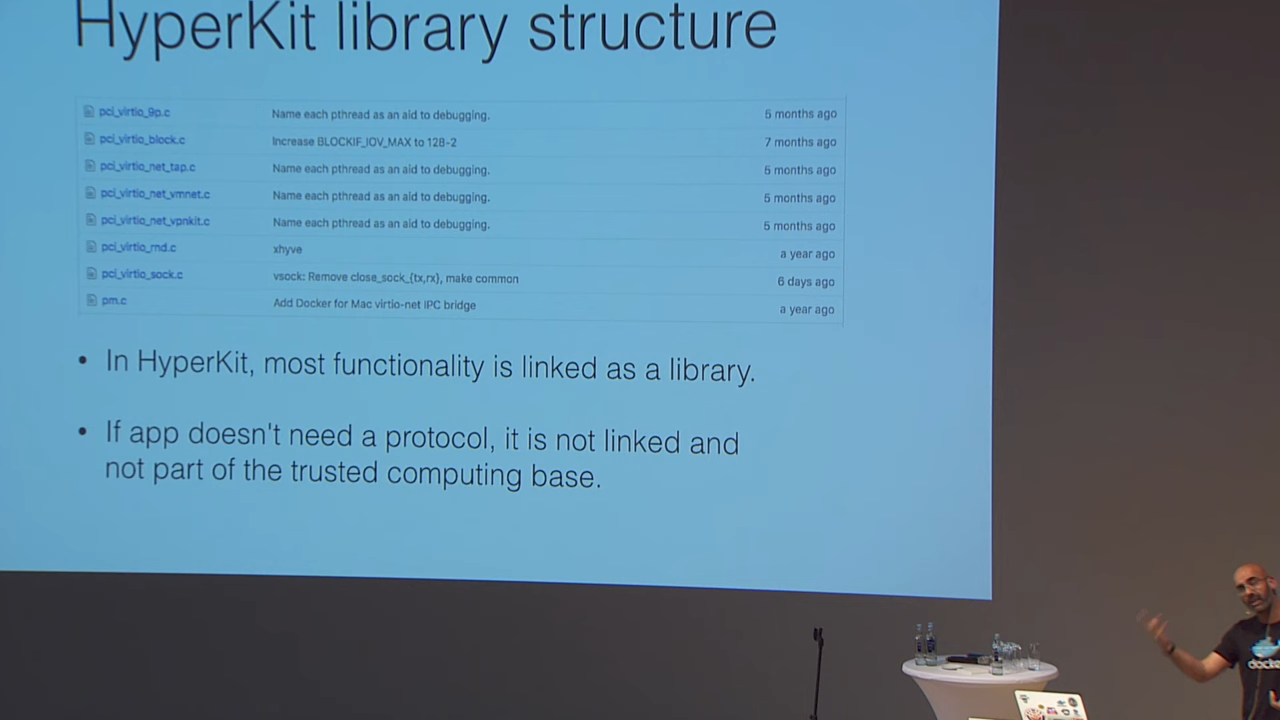 HyperKit library structure
pci_virtio_9p.c Name each pthread as an aid to debugging. 5 months ago
pci_virtio_block.c Increase BLOCKIF_IOV_MAX to 128-2 7 months ago
pci_virtio_net_tap.c Name each pthread as an aid to debugging. 5 months ago
pci_virtio_net_vmnet.c Name each pthread as an aid to debugging. 5 months ago
pci_virtio_net_vpnkit.c Name each pthread as an aid to debugging. 5 months ago
pci_virtio_rnd.c xhyve a year ago
pci_virtio_sock.c vsock: Remove close_sock_{tx,rx}, make common 6 days ago
pm.c Add Docker for Mac virtio-net IPC bridge a year ago
• In HyperKit, most functionality is linked as a library.
• If app doesn't need a protocol, it is not linked and
not part of the trusted computing base.